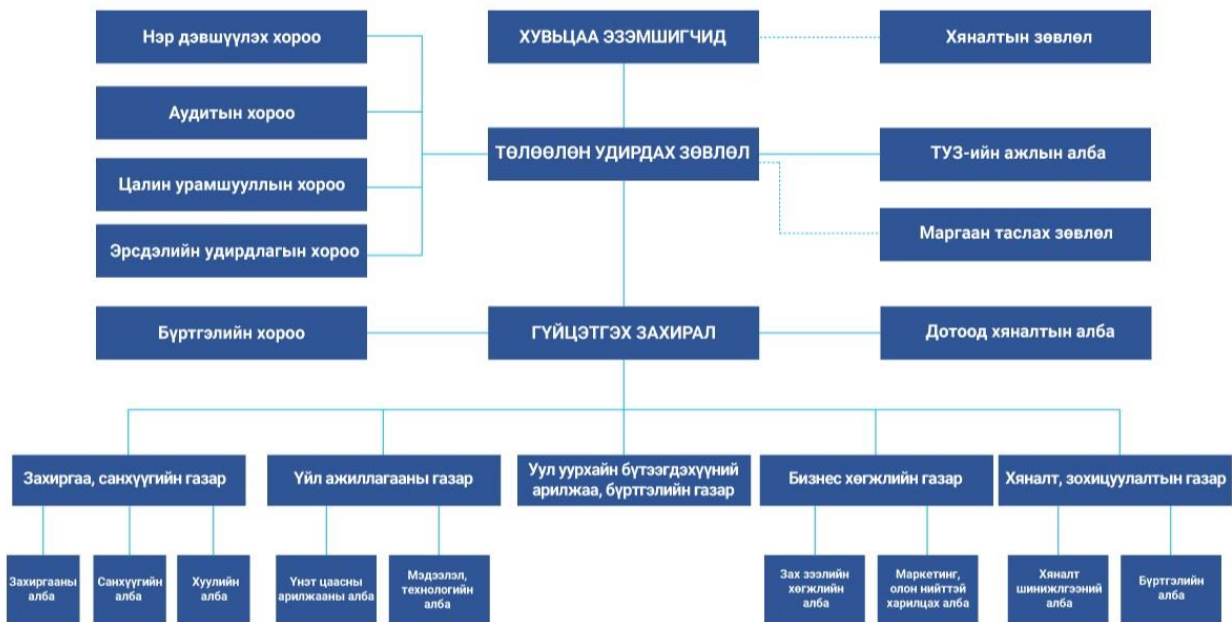 Нэр дэвшүүлэх хороо
ХУВЬЦАА ЭЗЭМШИГЧИД
Хяналтын зөвлөл
Аудитын хороо
ТӨЛӨӨЛӨН УДИРДАХ ЗӨВЛӨЛ
ТУЗ-ийн ажлын алба
Цалин урамшууллын хороо
Маргаан таслах зөвлөл
Эрсдэлийн удирдлагын хороо
Бүртгэлийн хороо
ГҮЙЦЭТГЭХ ЗАХИРАЛ
Дотоод хяналтын алба
Захиргаа, санхүүгийн газар
Үйл ажиллагааны газар
Уул уурхайн бүтээгдэхүүний
арилжаа, бүртгэлийн газар
Бизнес хөгжлийн газар
Хяналт, зохицуулалтын газар
Захиргааны
алба
Санхүүгийн
алба
Хуулийн
алба
Үнэт цаасны
арилжааны алба
Мэдээлэл,
технологийн
алба
Зах зээлийн
хөгжлийн
алба
Маркетинг,
олон нийттэй
харилцах алба
Хяналт
шинижлгээний
алба
Бүртгэлийн
алба